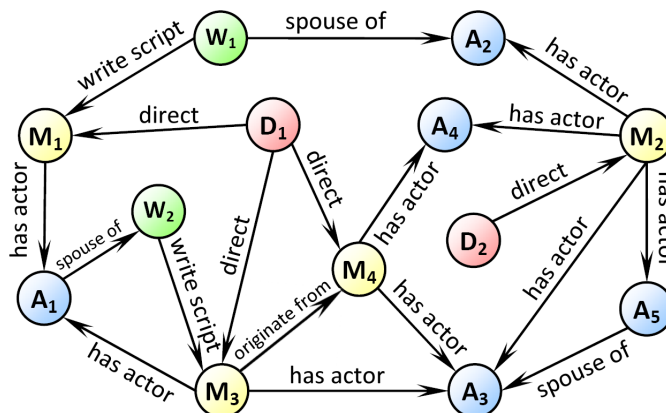 W₁
spouse of
A₂
write script
has actor
M₁
direct
D₁
A₄
has actor
M₂
has actor
W₂
spouse of
direct
direct
has actor
direct
D₂
has actor
A₁
write script
M₄
has actor
has actor
A₅
originate from
has actor
M₃
has actor
A₃
spouse of